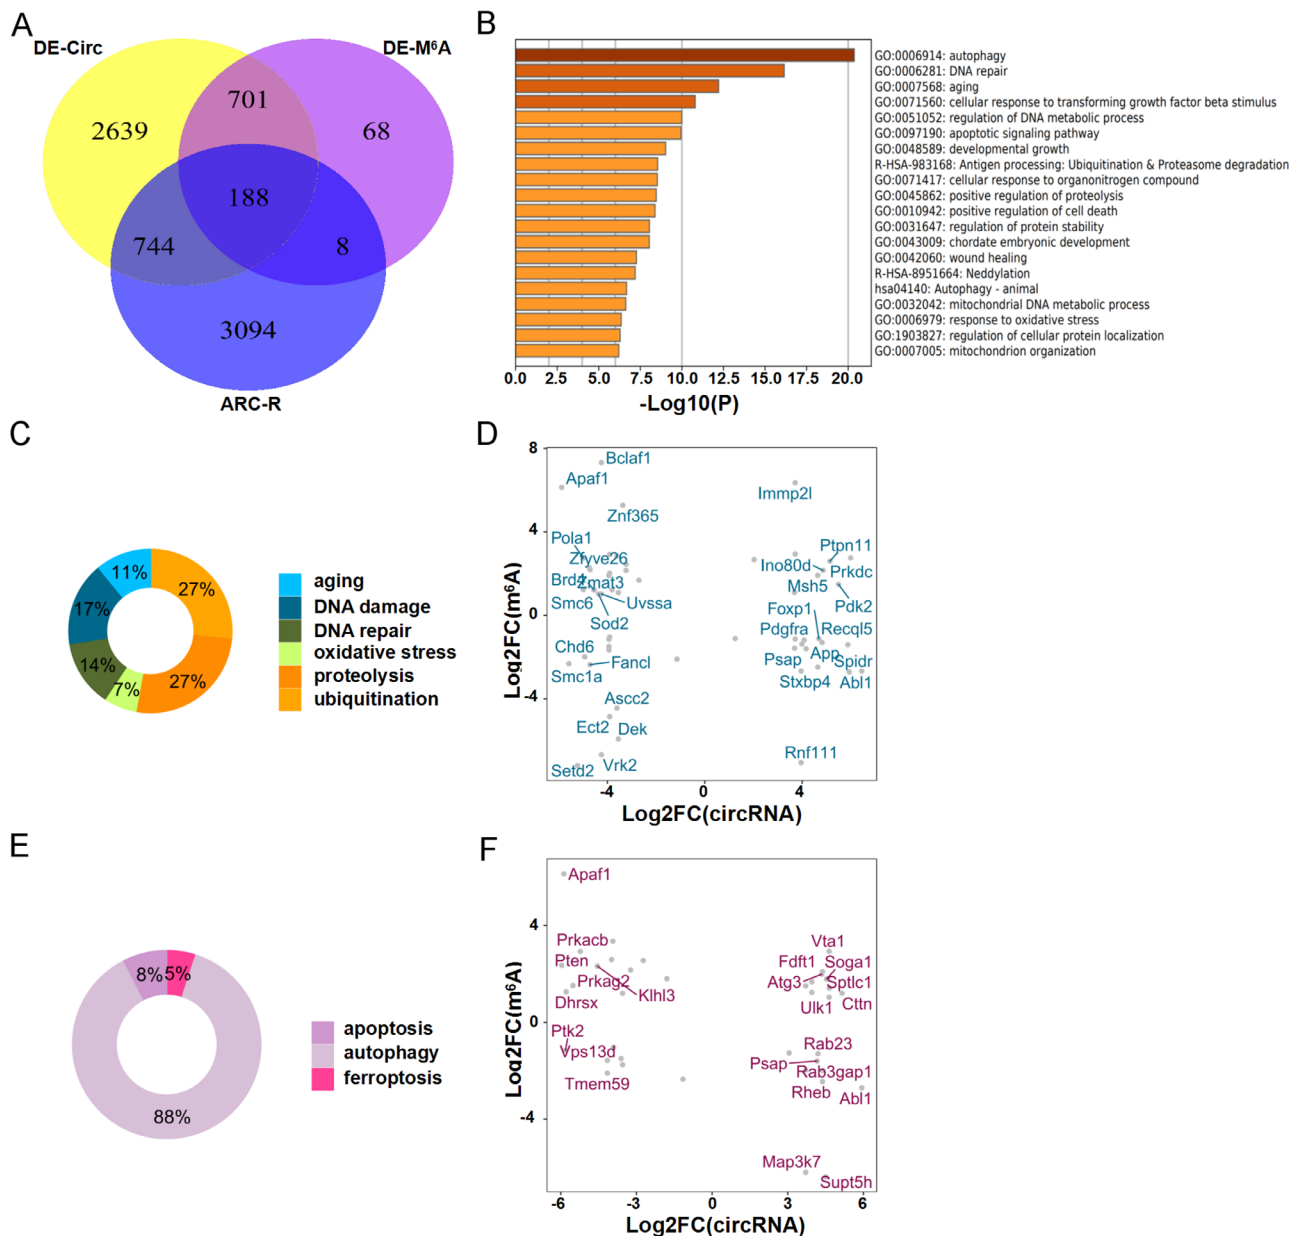 A
DE-Circ
DE-M⁶A
701
2639
68
188
744
8
3094
ARC-R
B
GO:0006914: autophagy
GO:0006281: DNA repair
GO:0007568: aging
GO:0071560: cellular response to transforming growth factor beta stimulus
GO:0051052: regulation of DNA metabolic process
GO:0097190: apoptotic signaling pathway
GO:0048589: developmental growth
R-HSA-983168: Antigen processing: Ubiquitination & Proteasome degradation
GO:0071417: cellular response to organonitrogen compound
GO:0045862: positive regulation of proteolysis
GO:0010942: positive regulation of cell death
GO:0031647: regulation of protein stability
GO:0043009: chordate embryonic development
GO:0042060: wound healing
R-HSA-8951664: Neddylation
hsa04140: Autophagy - animal
GO:0032042: mitochondrial DNA metabolic process
GO:0006979: response to oxidative stress
GO:1903827: regulation of cellular protein localization
GO:0007005: mitochondrion organization
0.0 2.5 5.0 7.5 10.0 12.5 15.0 17.5 20.0
-Log10(P)
C
11%
27%
17%
14%
7%
27%
aging
DNA damage
DNA repair
oxidative stress
proteolysis
ubiquitination
D
8
4
0
-4
Log2FC(m⁶A)
Bclaf1
Apaf1
Immp2l
Znf365
Pola1
Zfyve26
Ptpn11
Ino80d
Prkdc
Brd4
Zmat3
Msh5
Smc6
Uvssa
Pdk2
Foxp1
Sod2
Pdgfra
Recql5
Chd6
App
Fancl
Psap
Spidr
Smc1a
Stxbp4
Abl1
Ascc2
Ect2
Dek
Rnf111
Setd2
Vrk2
-4 0 4
Log2FC(circRNA)
E
8%
5%
88%
apoptosis
autophagy
ferroptosis
F
4
0
-4
Log2FC(m⁶A)
Apaf1
Prkacb
Vta1
Pten
Fdft1
Soga1
Prkag2
Atg3
Sptlc1
Dhrsx
Klhl3
Ulk1
Cttn
Ptk2
Vps13d
Rab23
Psap
Rab3gap1
Tmem59
Rheb
Abl1
Map3k7
Supt5h
-6 -3 0 3 6
Log2FC(circRNA)